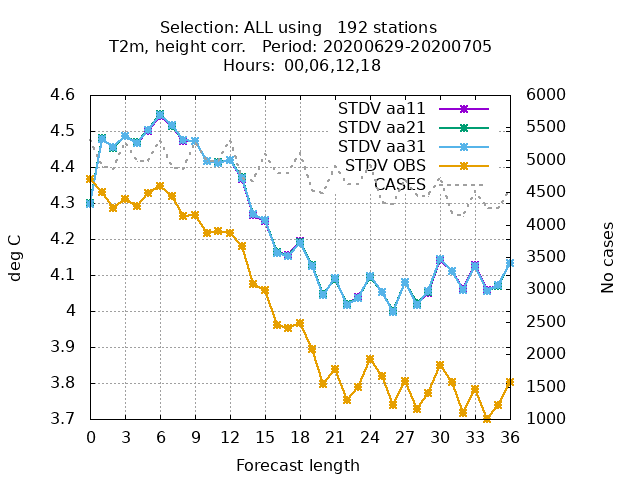 Selection: ALL using   192 stations
T2m, height corr.   Period: 20200629-20200705
Hours: 00,06,12,18
4.6
4.5
4.4
4.3
4.2
4.1
4
3.9
3.8
3.7
deg C
STDV aa11
STDV aa21
STDV aa31
STDV OBS
CASES
6000
5500
5000
4500
4000
3500
3000
2500
2000
1500
1000
No cases
0 3 6 9 12 15 18 21 24 27 30 33 36
Forecast length